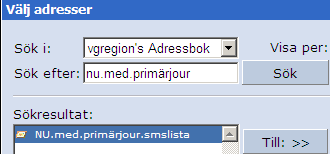 Välj adresser
Sök i: vgregion's Adressbok Visa per:
Sök efter: nu.med.primärjour Sök
Sökresultat:
NU.med.primärjour.smslista Till: >>